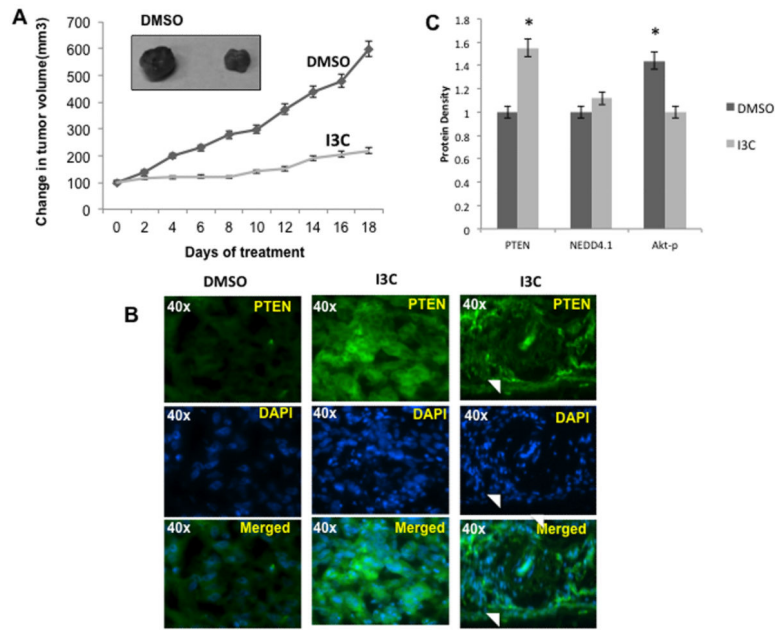 A
DMSO
Change in tumor volume(mm3)
700
600
500
400
300
200
100
0
DMSO
I3C
0 2 4 6 8 10 12 14 16 18
Days of treatment
C
Protein Density
1.8
1.6
1.4
1.2
1
0.8
0.6
0.4
0.2
0
*
*
PTEN NEDD4.1 Akt-p
DMSO
I3C
B
DMSO I3C I3C
40x PTEN 40x PTEN 40x PTEN
40x DAPI 40x DAPI 40x DAPI
40x Merged 40x Merged 40x Merged